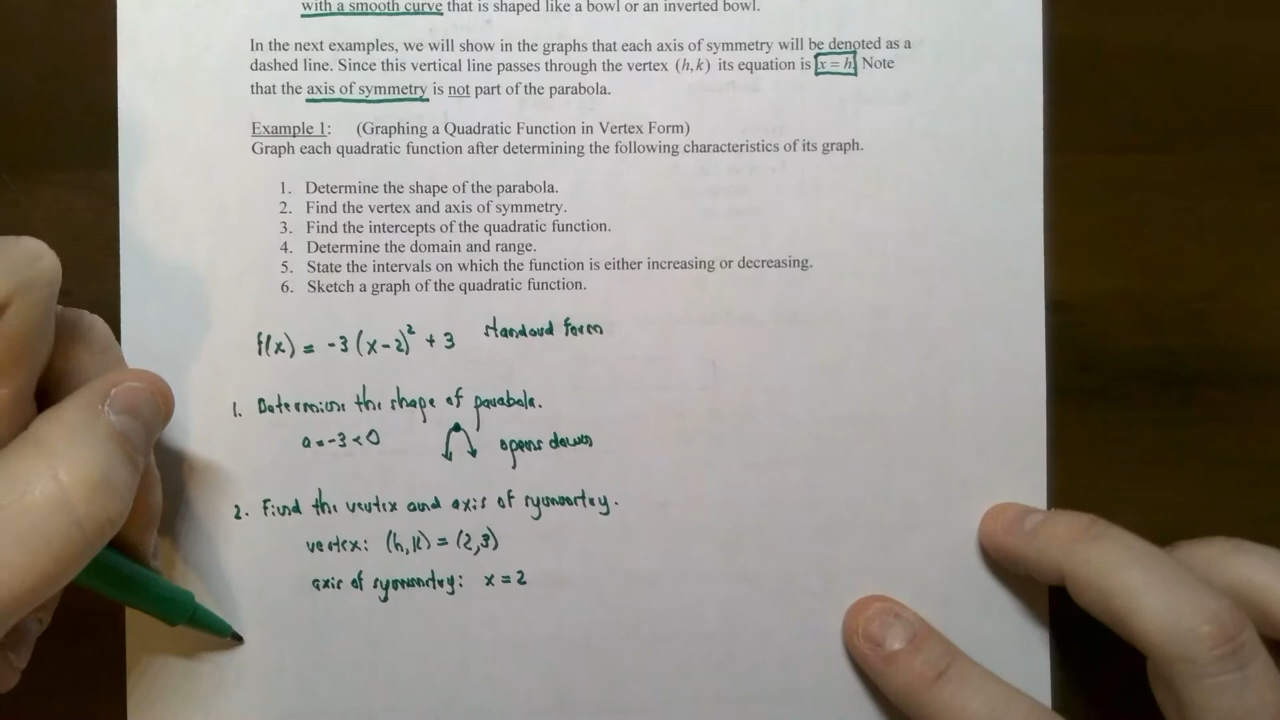 with a smooth curve that is shaped like a bowl or an inverted bowl.
In the next examples, we will show in the graphs that each axis of symmetry will be denoted as a
dashed line. Since this vertical line passes through the vertex (h,k) its equation is x = h. Note
that the axis of symmetry is not part of the parabola.
Example 1: (Graphing a Quadratic Function in Vertex Form)
Graph each quadratic function after determining the following characteristics of its graph.
1. Determine the shape of the parabola.
2. Find the vertex and axis of symmetry.
3. Find the intercepts of the quadratic function.
4. Determine the domain and range.
5. State the intervals on which the function is either increasing or decreasing.
6. Sketch a graph of the quadratic function.
f(x) = -3(x-2)² + 3 standard form
1. Determine the shape of parabola.
a = -3 < 0 opens down
2. Find the vertex and axis of symmetry.
vertex: (h,k) = (2,3)
axis of symmetry: x = 2